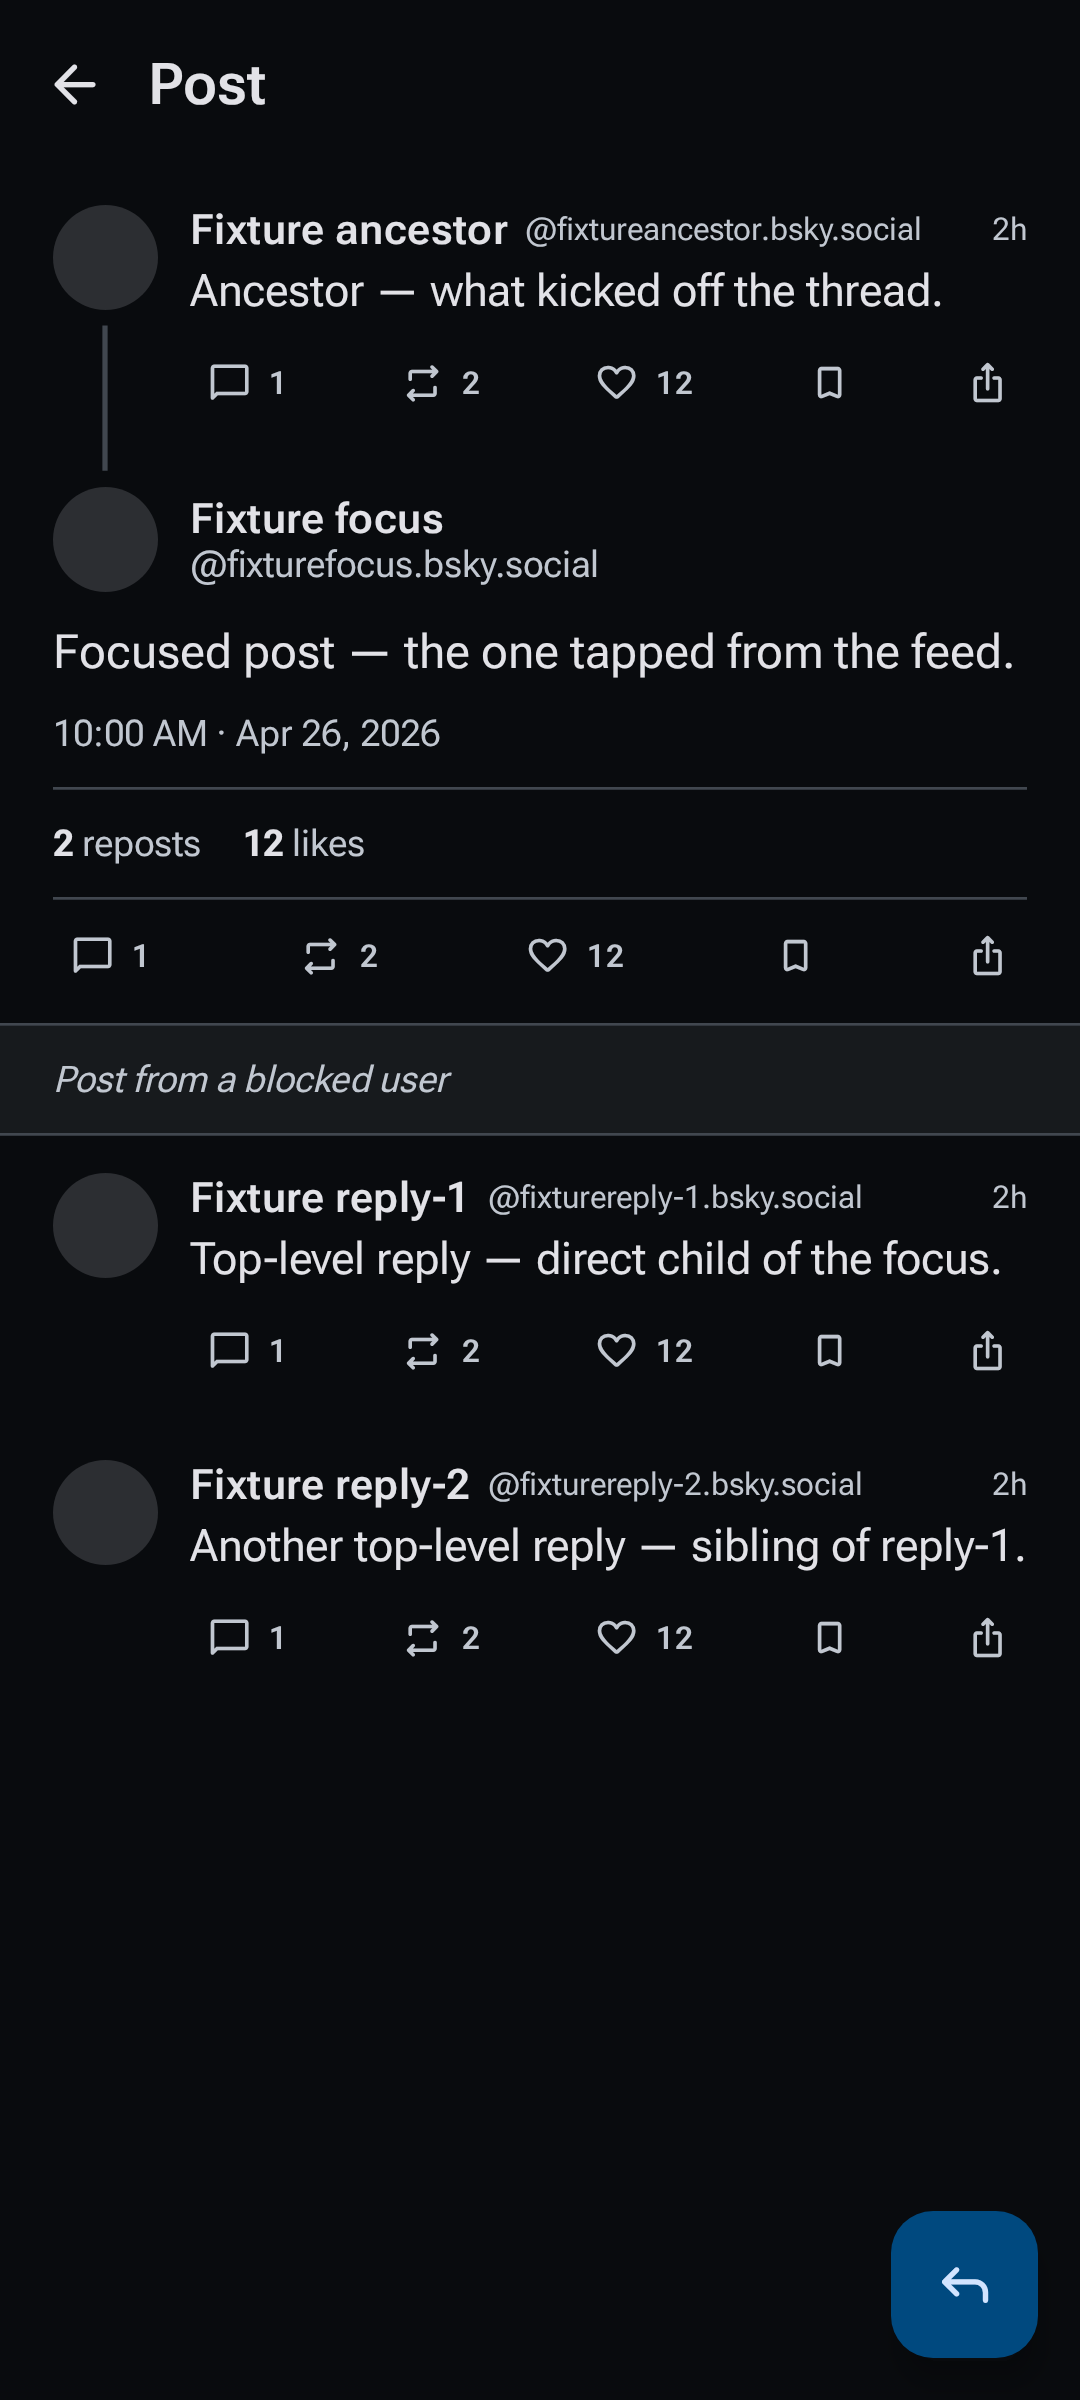 Post
Fixture ancestor @fixtureancestor.bsky.social 2h
Ancestor — what kicked off the thread.
1 2 12
Fixture focus
@fixturefocus.bsky.social
Focused post — the one tapped from the feed.
10:00 AM · Apr 26, 2026
2 reposts 12 likes
1 2 12
Post from a blocked user
Fixture reply-1 @fixturereply-1.bsky.social 2h
Top-level reply — direct child of the focus.
1 2 12
Fixture reply-2 @fixturereply-2.bsky.social 2h
Another top-level reply — sibling of reply-1.
1 2 12